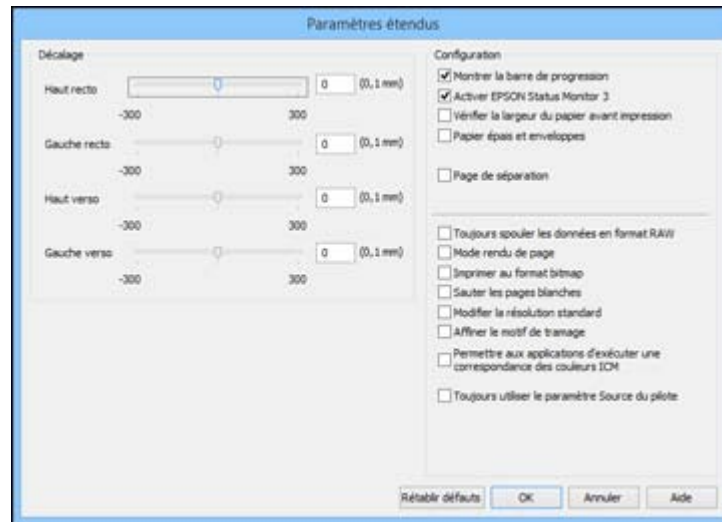 Paramètres étendus
Décalage
Haut recto
0
(0,1 mm)
-300
300
Gauche recto
0
(0,1 mm)
-300
300
Haut verso
0
(0,1 mm)
-300
300
Gauche verso
0
(0,1 mm)
-300
300
Configuration
Montrer la barre de progression
Activer EPSON Status Monitor 3
Vérifier la largeur du papier avant impression
Papier épais et enveloppes
Page de séparation
Toujours spouler les données en format RAW
Mode rendu de page
Imprimer au format bitmap
Sauter les pages blanches
Modifier la résolution standard
Affiner le motif de tramage
Permettre aux applications d'exécuter une
correspondance des couleurs ICM
Toujours utiliser le paramètre Source du pilote
Rétablir défauts
OK
Annuler
Aide